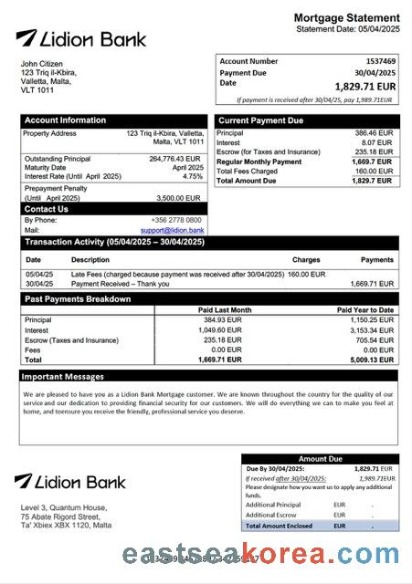 Mortgage Statement
Statement Date: 05/04/2025
Lidion Bank
John Citizen
123 Triq il-Kbira,
Valletta, Malta,
VLT 1011
Account Number 1537469
Payment Due 30/04/2025
Date
1,829.71 EUR
If payment is received after 30/04/25, pay 1,989.71EUR
Account Information
Property Address 123 Triq il-Kbira, Valletta,
Malta, VLT 1011
Outstanding Principal 264,776.43 EUR
Maturity Date April 2025
Interest Rate (Until April 2025) 4.75%
Prepayment Penalty
(Until April 2025) 3,500.00 EUR
Contact Us
By Phone: +356 2778 0800
Mail: support@lidion.bank
Current Payment Due
Principal 386.46 EUR
Interest 8.07 EUR
Escrow (for Taxes and Insurance) 235.18 EUR
Regular Monthly Payment 1,669.7 EUR
Total Fees Charged 160.00 EUR
Total Amount Due 1,829.7 EUR
Transaction Activity (05/04/2025 – 30/04/2025)
Date Description Charges Payments
05/04/25 Late Fees (charged because payment was received after 30/04/2025) 160.00 EUR
30/04/25 Payment Received – Thank you 1,669.71 EUR
Past Payments Breakdown
Paid Last Month Paid Year to Date
Principal 384.93 EUR 1,150.25 EUR
Interest 1,049.60 EUR 3,153.34 EUR
Escrow (Taxes and Insurance) 235.18 EUR 705.54 EUR
Fees 0.00 EUR 0.00 EUR
Total 1,669.71 EUR 5,009.13 EUR
Important Messages
We are pleased to have you as a Lidion Bank Mortgage customer. We are known throughout the country for the quality of our
service and our dedication to providing financial security for our customers. We will do everything we can to make you feel at
home, and toensure you receive the friendly, professional service you deserve.
Lidion Bank
Level 3, Quantum House,
75 Abate Rigord Street,
Ta' Xbiex XBX 1120, Malta
Amount Due
Due By 30/04/2025: 1,829.71 EUR
If received after 30/04/2025: 1,989.71EUR
Please designate how you want us to apply any additional
funds.
Additional Principal EUR .
Additional Escrow EUR .
Total Amount Enclosed EUR .
eastseakorea.com